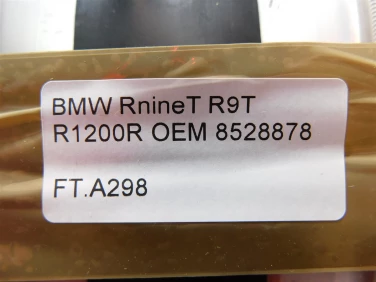 BMW RnineT R9T
R1200R OEM 8528878
FT.A298